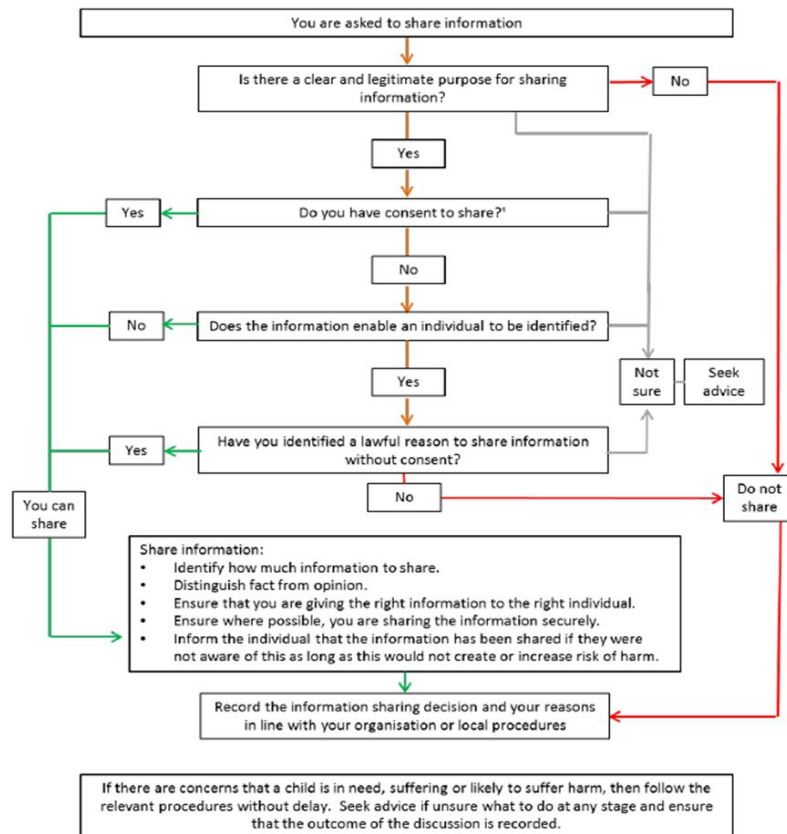 You are asked to share information
Is there a clear and legitimate purpose for sharing
information?
No
Yes
Yes
Do you have consent to share?¹
No
No
Does the information enable an individual to be identified?
Yes
Not
sure
Seek
advice
Yes
Have you identified a lawful reason to share information
without consent?
No
Do not
share
You can
share
Share information:
• Identify how much information to share.
• Distinguish fact from opinion.
• Ensure that you are giving the right information to the right individual.
• Ensure where possible, you are sharing the information securely.
• Inform the individual that the information has been shared if they were
not aware of this as long as this would not create or increase risk of harm.
Record the information sharing decision and your reasons
in line with your organisation or local procedures
If there are concerns that a child is in need, suffering or likely to suffer harm, then follow the
relevant procedures without delay. Seek advice if unsure what to do at any stage and ensure
that the outcome of the discussion is recorded.